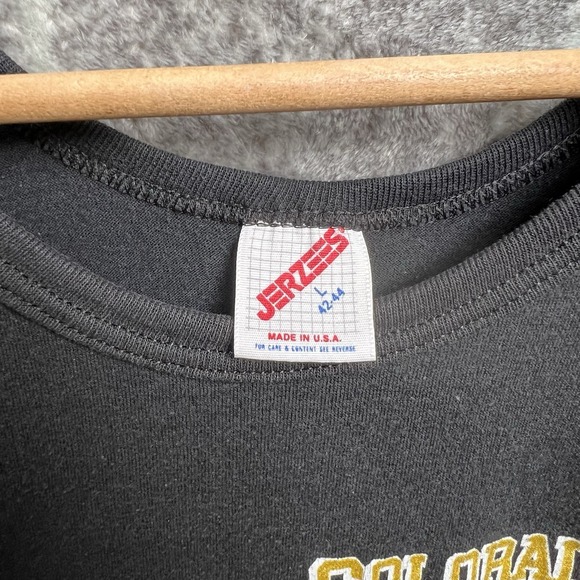 JERZEES
L
42-44
MADE IN U.S.A.
FOR CARE & CONTENT SEE REVERSE